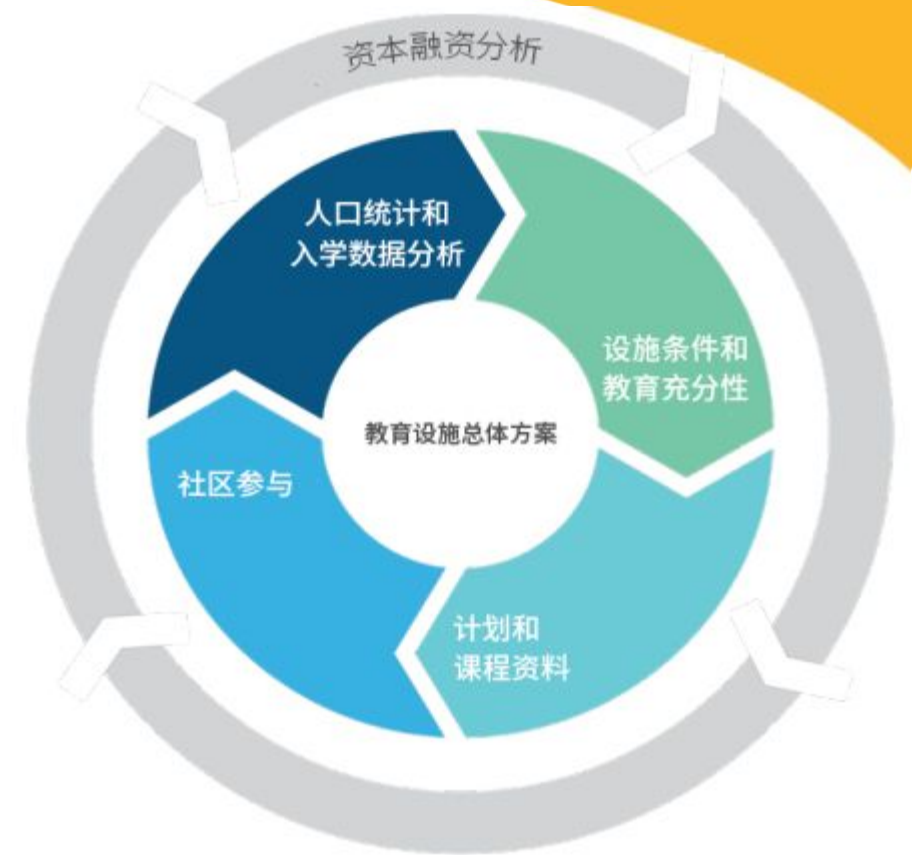 资本融资分析
人口统计和
入学数据分析
设施条件和
教育充分性
教育设施总体方案
社区参与
计划和
课程资料